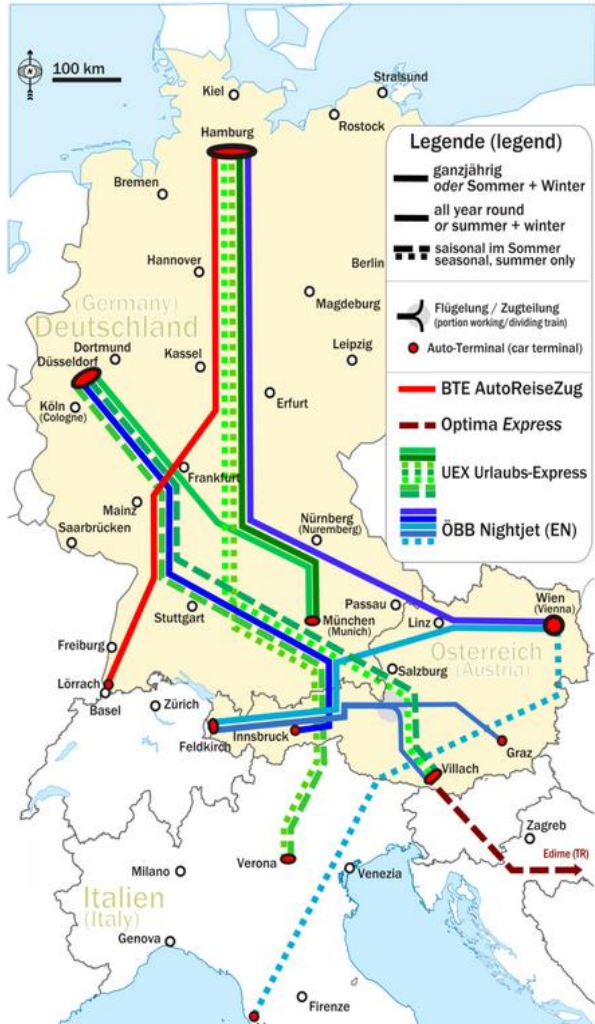 100 km
Kiel
Stralsund
Rostock
Hamburg
Bremen
Hannover
Berlin
Magdeburg
(Germany)
Deutschland
Dortmund
Düsseldorf
Kassel
Leipzig
Köln
(Cologne)
Erfurt
Frankfurt
Mainz
Saarbrücken
Nürnberg
(Nuremberg)
Stuttgart
Passau
Linz
Wien
(Vienna)
München
(Munich)
Österreich
(Austria)
Freiburg
Lörrach
Basel
Zürich
Salzburg
Feldkirch
Innsbruck
Graz
Villach
Zagreb
Edirne (TR)
Verona
Milano
Venezia
Italien
(Italy)
Genova
Firenze
Legende (legend)
ganzjährig
oder Sommer + Winter
all year round
or summer + winter
saisonal im Sommer
seasonal, summer only
Flügelung / Zugteilung
(portion working/dividing train)
Auto-Terminal (car terminal)
BTE AutoReiseZug
Optima Express
UEX Urlaubs-Express
ÖBB Nightjet (EN)